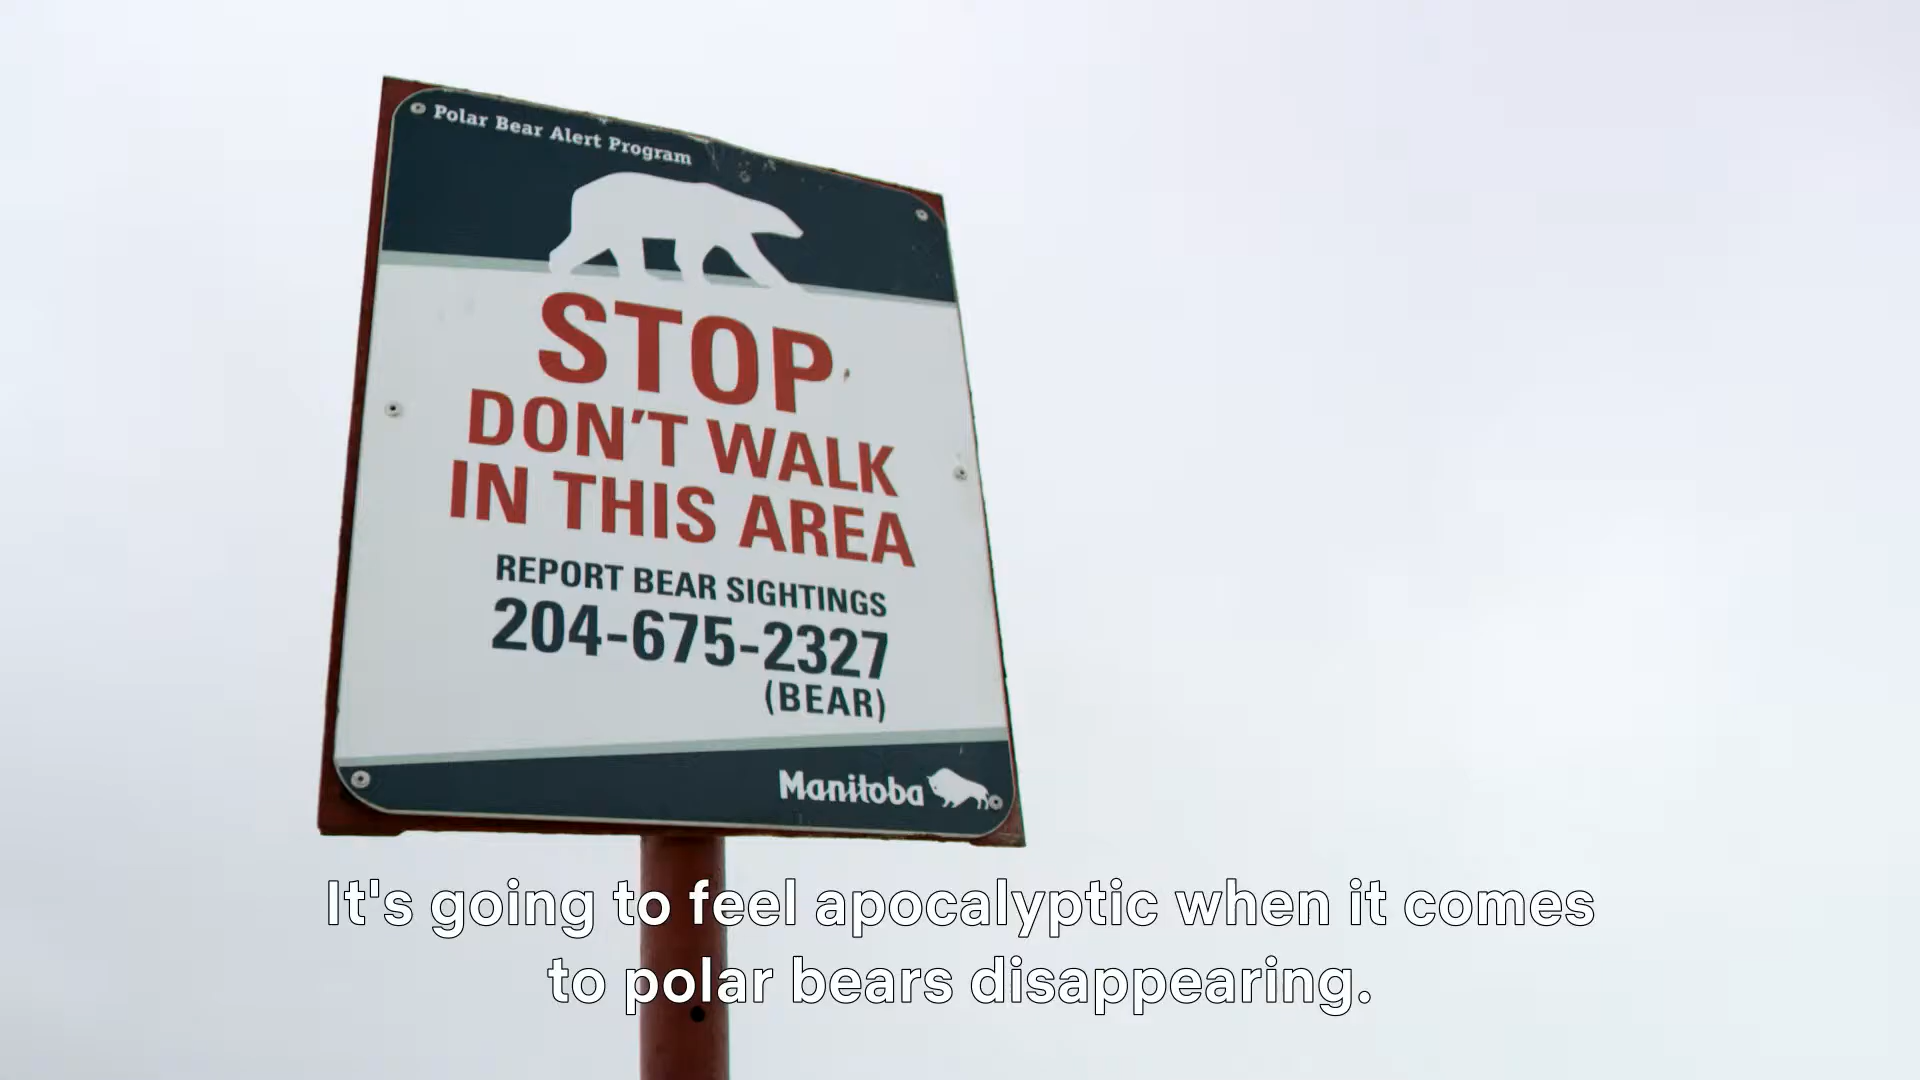 Polar Bear Alert Program
STOP
DON'T WALK
IN THIS AREA
REPORT BEAR SIGHTINGS
204-675-2327
(BEAR)
Manitoba
It's going to feel apocalyptic when it comes
to polar bears disappearing.